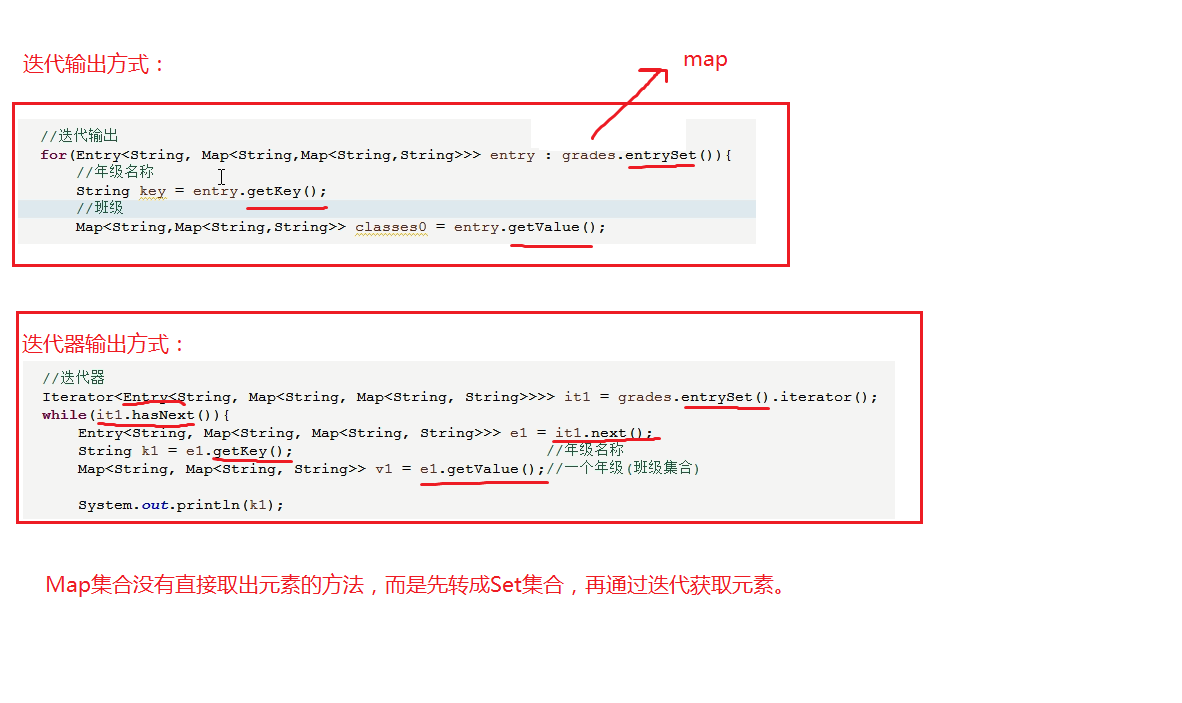 迭代输出方式：
map
//迭代输出
for(Entry<String, Map<String,Map<String,String>>> entry : grades.entrySet()){
//年级名称
String key = entry.getKey();
//班级
Map<String,Map<String,String>> classes0 = entry.getValue();
迭代器输出方式：
//迭代器
Iterator<Entry<String, Map<String, Map<String, String>>>> it1 = grades.entrySet().iterator();
while(it1.hasNext()){
Entry<String, Map<String, Map<String, String>>> e1 = it1.next();
String k1 = e1.getKey(); //年级名称
Map<String, Map<String, String>> v1 = e1.getValue();//一个年级(班级集合)
System.out.println(k1);
Map集合没有直接取出元素的方法，而是先转成Set集合，再通过迭代获取元素。